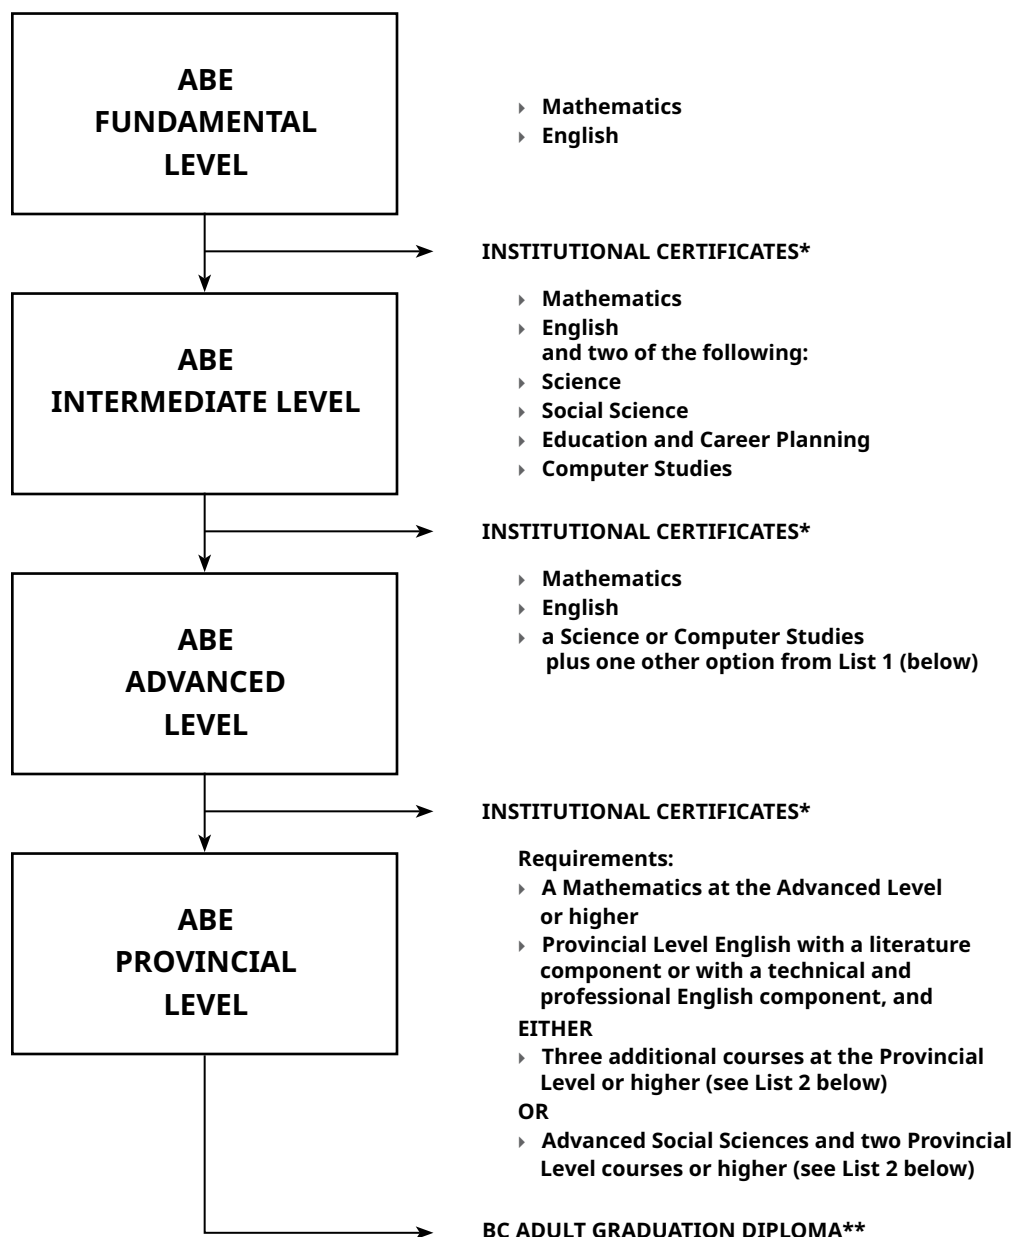 ABE
FUNDAMENTAL
LEVEL
Mathematics
English
INSTITUTIONAL CERTIFICATES*
ABE
INTERMEDIATE LEVEL
Mathematics
English
and two of the following:
Science
Social Science
Education and Career Planning
Computer Studies
INSTITUTIONAL CERTIFICATES*
ABE
ADVANCED
LEVEL
Mathematics
English
a Science or Computer Studies
plus one other option from List 1 (below)
INSTITUTIONAL CERTIFICATES*
ABE
PROVINCIAL
LEVEL
Requirements:
A Mathematics at the Advanced Level
or higher
Provincial Level English with a literature
component or with a technical and
professional English component, and
EITHER
Three additional courses at the Provincial
Level or higher (see List 2 below)
OR
Advanced Social Sciences and two Provincial
Level courses or higher (see List 2 below)
BC ADULT GRADUATION DIPLOMA**